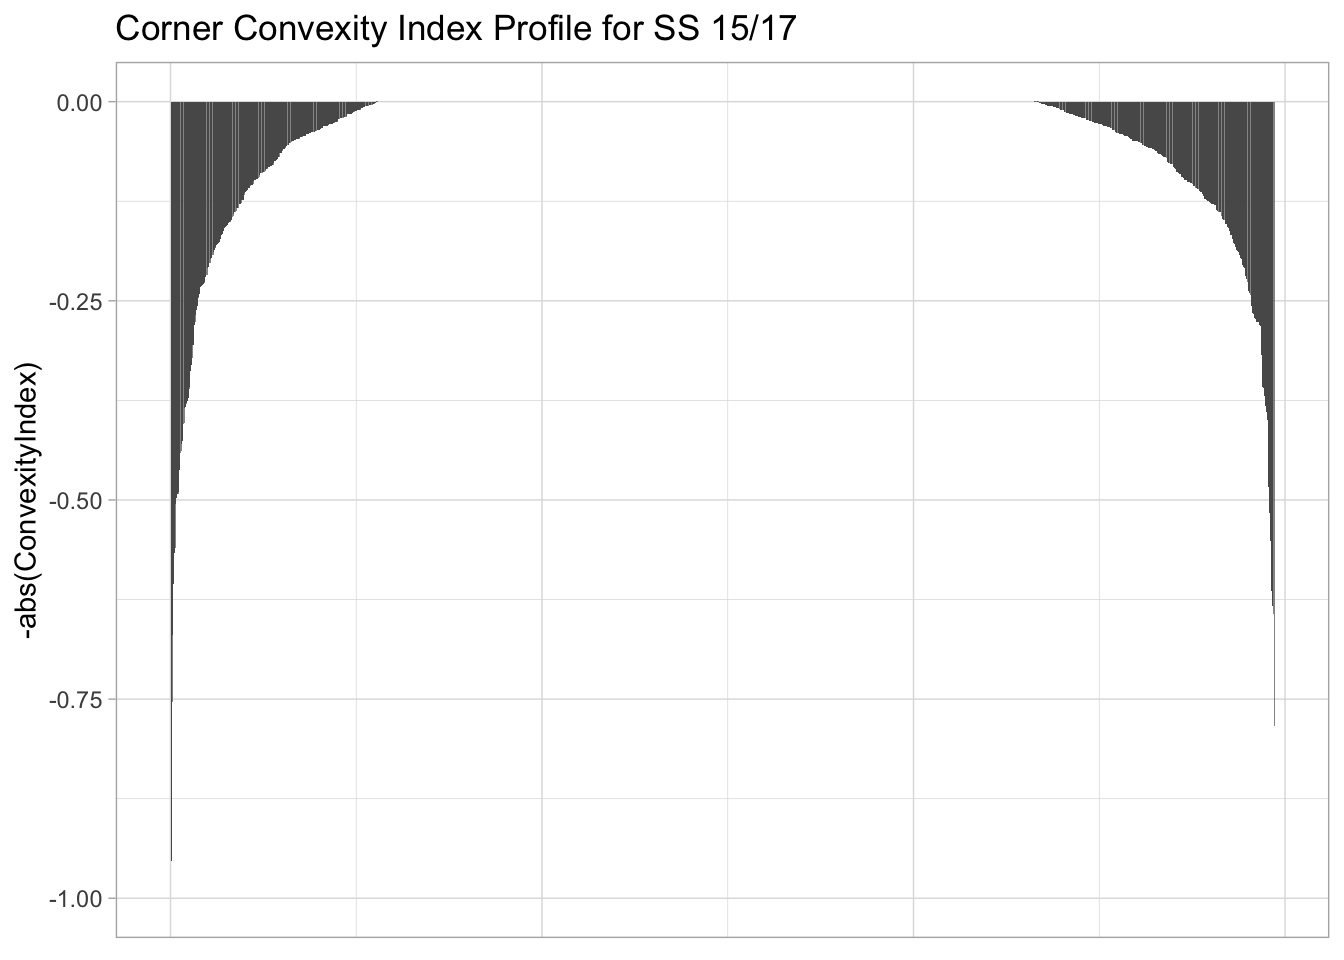 Corner Convexity Index Profile for SS 15/17
0.00
-0.25
-0.50
-0.75
-1.00
-abs(ConvexityIndex)